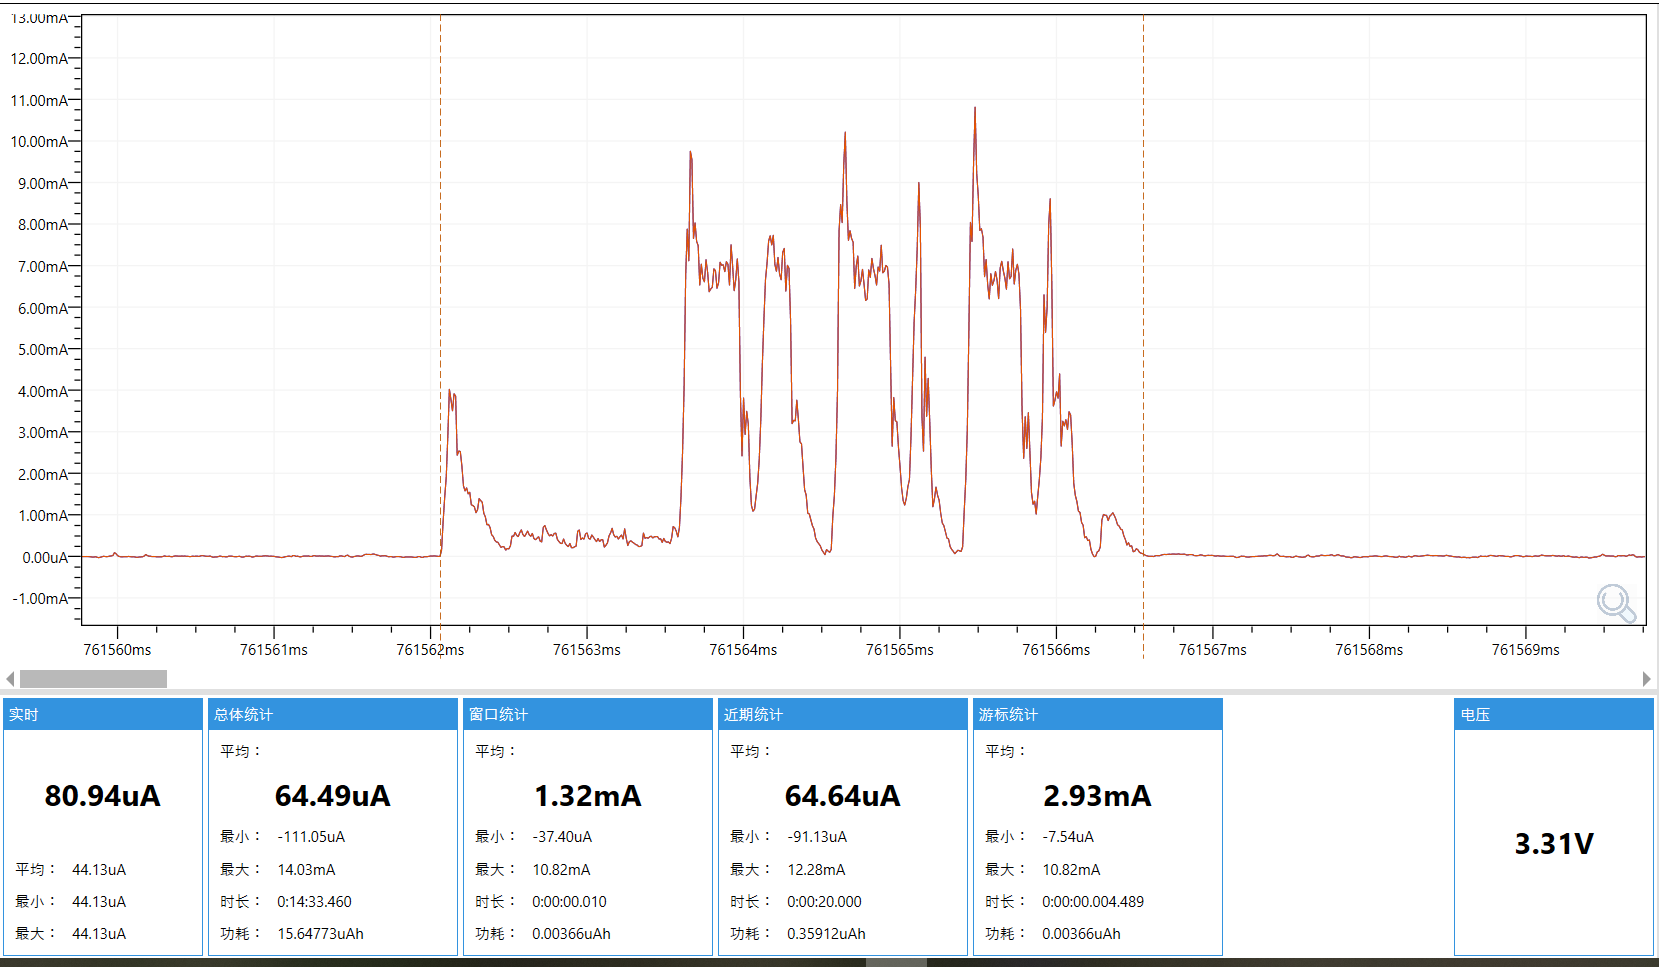 13.00mA
12.00mA
11.00mA
10.00mA
9.00mA
8.00mA
7.00mA
6.00mA
5.00mA
4.00mA
3.00mA
2.00mA
1.00mA
0.00uA
-1.00mA
761560ms 761561ms 761562ms 761563ms 761564ms 761565ms 761566ms 761567ms 761568ms 761569ms
实时
80.94uA
平均： 44.13uA
最小： 44.13uA
最大： 44.13uA
总体统计
平均：
64.49uA
最小： -111.05uA
最大： 14.03mA
时长： 0:14:33.460
功耗： 15.64773uAh
窗口统计
平均：
1.32mA
最小： -37.40uA
最大： 10.82mA
时长： 0:00:00.010
功耗： 0.00366uAh
近期统计
平均：
64.64uA
最小： -91.13uA
最大： 12.28mA
时长： 0:00:20.000
功耗： 0.35912uAh
游标统计
平均：
2.93mA
最小： -7.54uA
最大： 10.82mA
时长： 0:00:00.004.489
功耗： 0.00366uAh
电压
3.31V